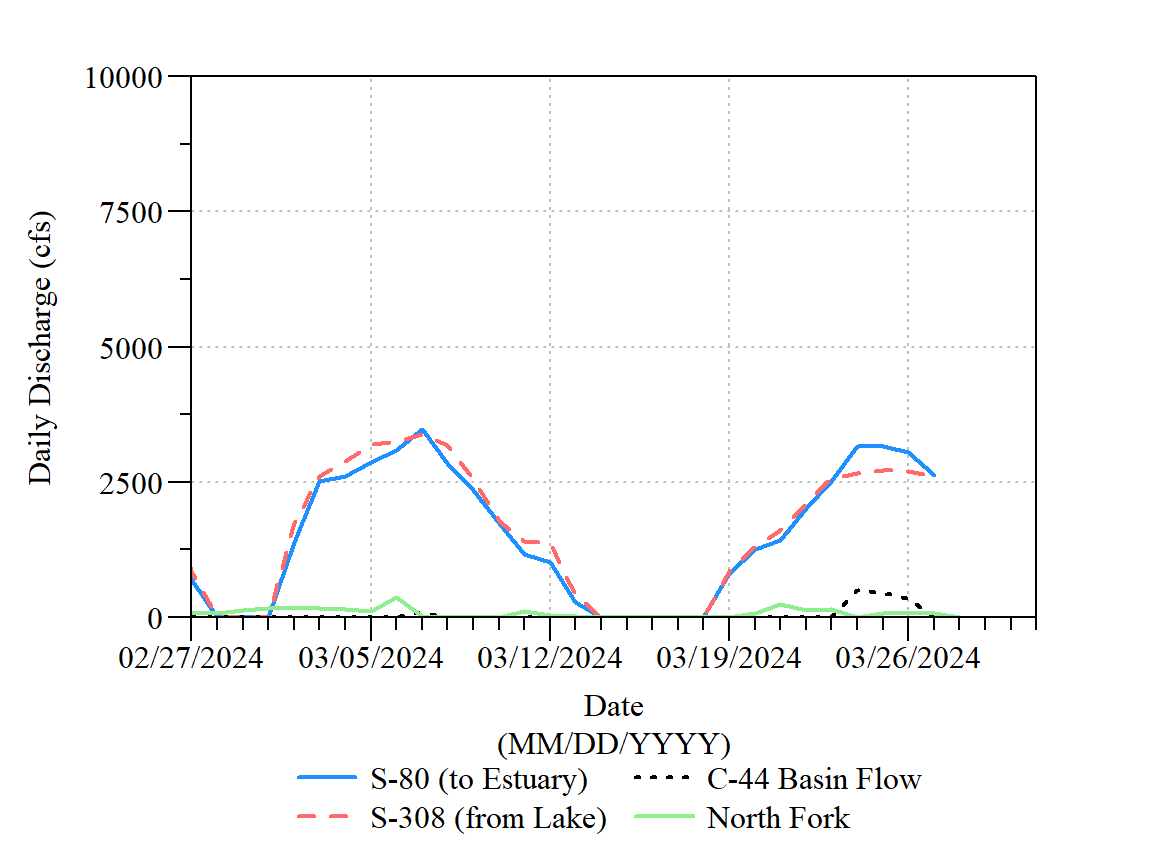 10000
7500
5000
2500
0
Daily Discharge (cfs)
02/27/2024 03/05/2024 03/12/2024 03/19/2024 03/26/2024
Date
(MM/DD/YYYY)
S-80 (to Estuary) C-44 Basin Flow
S-308 (from Lake) North Fork